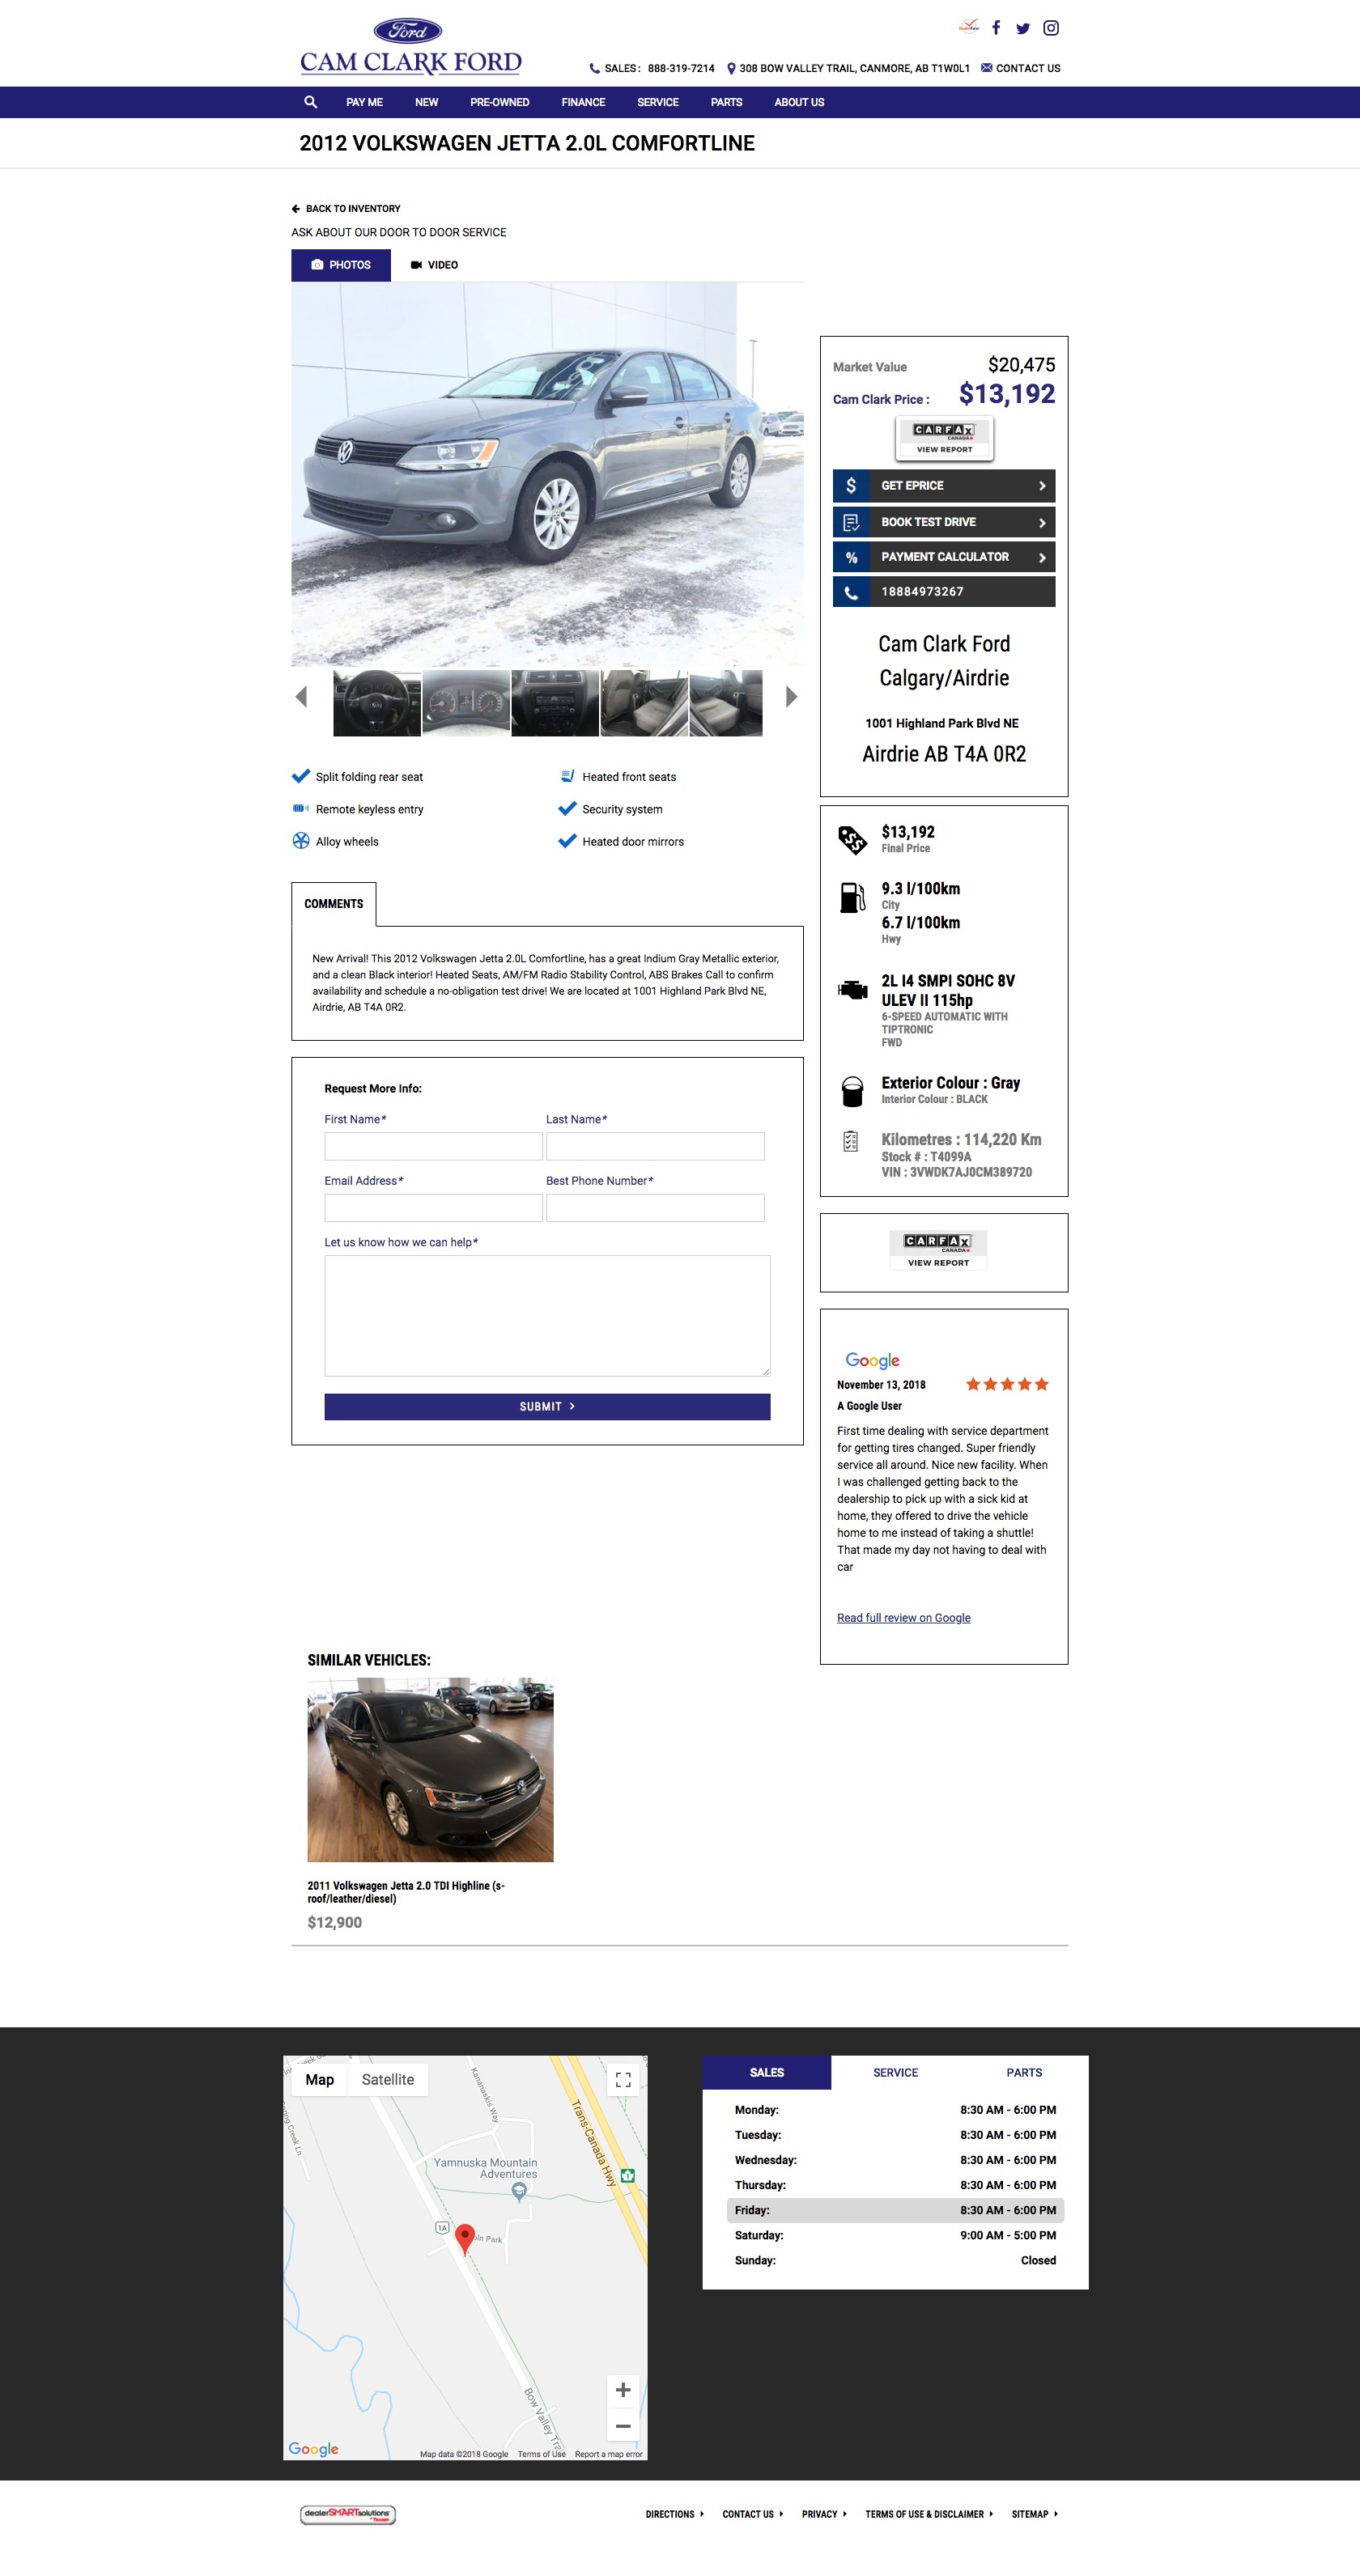 Ford
CAM CLARK FORD
SALES : 888-319-7214
308 BOW VALLEY TRAIL, CANMORE, AB T1W0L1
CONTACT US
PAY ME
NEW
PRE-OWNED
FINANCE
SERVICE
PARTS
ABOUT US
2012 VOLKSWAGEN JETTA 2.0L COMFORTLINE
BACK TO INVENTORY
ASK ABOUT OUR DOOR TO DOOR SERVICE
PHOTOS
VIDEO
Market Value $20,475
Cam Clark Price : $13,192
CARFAX
CANADA
VIEW REPORT
$ GET EPRICE
BOOK TEST DRIVE
% PAYMENT CALCULATOR
18884973267
Cam Clark Ford
Calgary/Airdrie
1001 Highland Park Blvd NE
Airdrie AB T4A 0R2
Split folding rear seat
Heated front seats
Remote keyless entry
Security system
Alloy wheels
Heated door mirrors
$13,192
Final Price
9.3 l/100km
City
6.7 l/100km
Hwy
2L I4 SMPI SOHC 8V
ULEV II 115hp
6-SPEED AUTOMATIC WITH
TIPTRONIC
FWD
Exterior Colour : Gray
Interior Colour : BLACK
Kilometres : 114,220 Km
Stock # : T4099A
VIN : 3VWDK7AJ0CM389720
COMMENTS
New Arrival! This 2012 Volkswagen Jetta 2.0L Comfortline, has a great Indium Gray Metallic exterior,
and a clean Black interior! Heated Seats, AM/FM Radio Stability Control, ABS Brakes Call to confirm
availability and schedule a no-obligation test drive! We are located at 1001 Highland Park Blvd NE,
Airdrie, AB T4A 0R2.
Request More Info:
First Name*
Last Name*
Email Address*
Best Phone Number*
Let us know how we can help*
SUBMIT
CARFAX
CANADA
VIEW REPORT
Google
November 13, 2018
A Google User
First time dealing with service department
for getting tires changed. Super friendly
service all around. Nice new facility. When
I was challenged getting back to the
dealership to pick up with a sick kid at
home, they offered to drive the vehicle
home to me instead of taking a shuttle!
That made my day not having to deal with
car
Read full review on Google
SIMILAR VEHICLES:
2011 Volkswagen Jetta 2.0 TDI Highline (s-
roof/leather/diesel)
$12,900
Map
Satellite
Kananaskis Way
Trans-Canada Hwy
1
Yamnuska Mountain
Adventures
1A
Park
Bow Valley Tra
Google
Map data ©2018 Google
Terms of Use
Report a map error
SALES
SERVICE
PARTS
Monday: 8:30 AM - 6:00 PM
Tuesday: 8:30 AM - 6:00 PM
Wednesday: 8:30 AM - 6:00 PM
Thursday: 8:30 AM - 6:00 PM
Friday: 8:30 AM - 6:00 PM
Saturday: 9:00 AM - 5:00 PM
Sunday: Closed
dealerSMARTsolutions
DIRECTIONS
CONTACT US
PRIVACY
TERMS OF USE & DISCLAIMER
SITEMAP